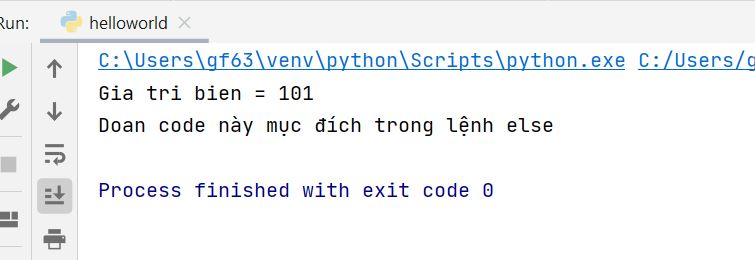 Run: helloworld
C:\Users\gf63\venv\python\Scripts\python.exe C:/Users/g
Gia tri bien = 101
Doan code này mục đích trong lệnh else
Process finished with exit code 0